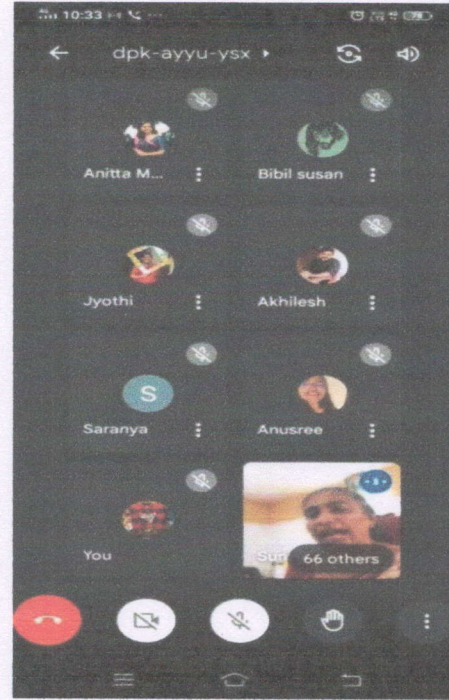 10:33
dpk-ayyu-ysx
Anitta M... Bibil susan
Jyothi Akhilesh
S
Saranya Anusree
You 66 others